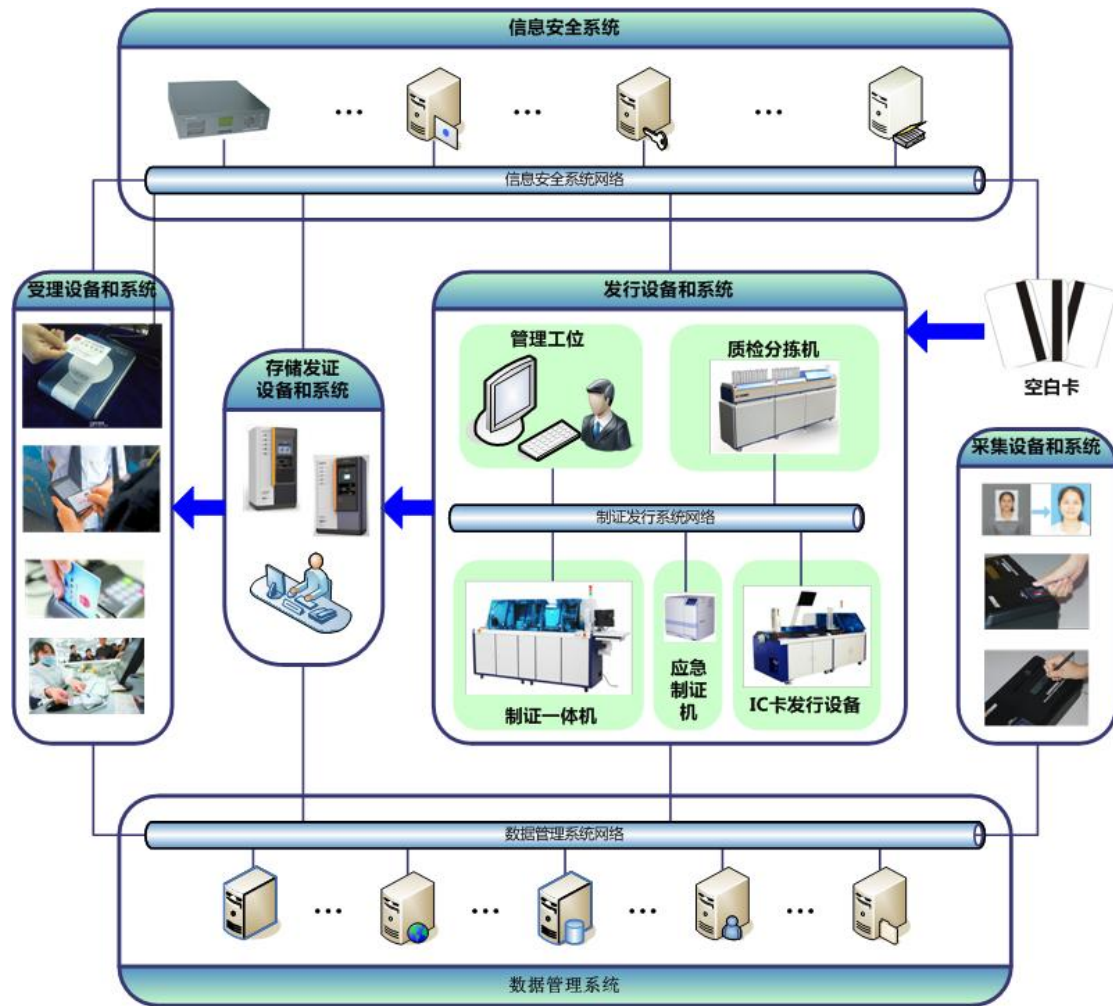 信息安全系统
信息安全系统网络
受理设备和系统
存储发证
设备和系统
发行设备和系统
管理工位
质检分拣机
制证发行系统网络
制证一体机
应急
制证
机
IC卡发行设备
空白卡
采集设备和系统
数据管理系统网络
数据管理系统